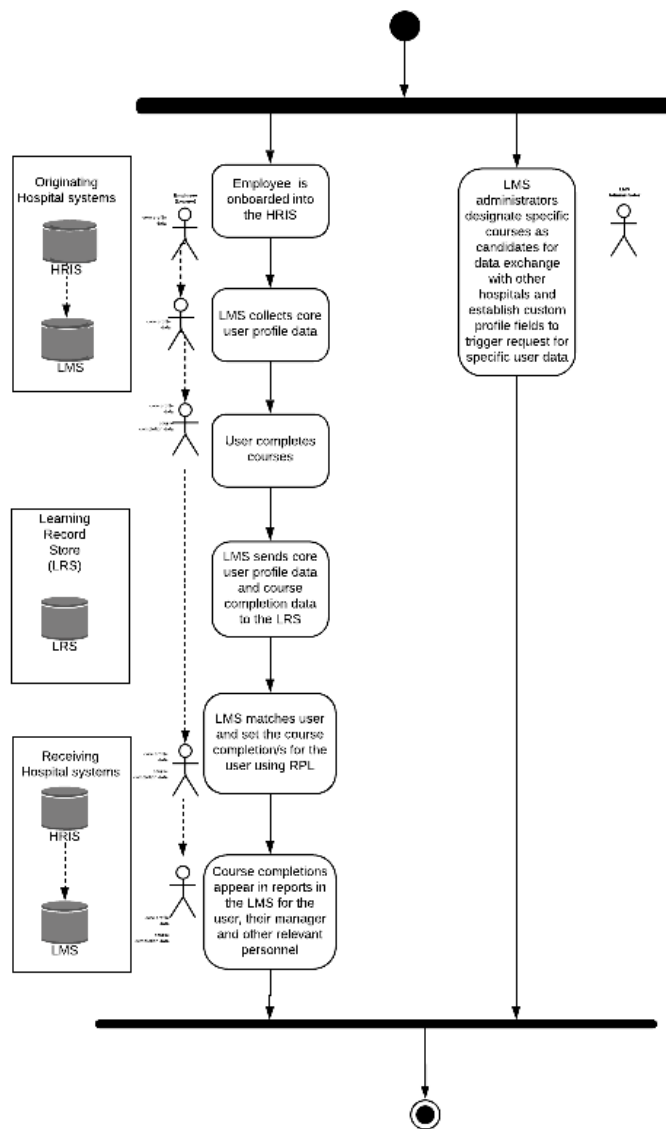 Originating
Hospital systems
HRIS
LMS
Employee is
onboarded into
the HRIS
LMS collects core
user profile data
User completes
courses
Learning
Record
Store
(LRS)
LRS
LMS sends core
user profile data
and course
completion data
to the LRS
Receiving
Hospital systems
HRIS
LMS
LMS matches user
and set the course
completion/s for the
user using RPL
Course completions
appear in reports in
the LMS for the
user, their manager
and other relevant
personnel
LMS
administrators
designate specific
courses as
candidates for
data exchange
with other
hospitals and
establish custom
profile fields to
trigger request for
specific user data